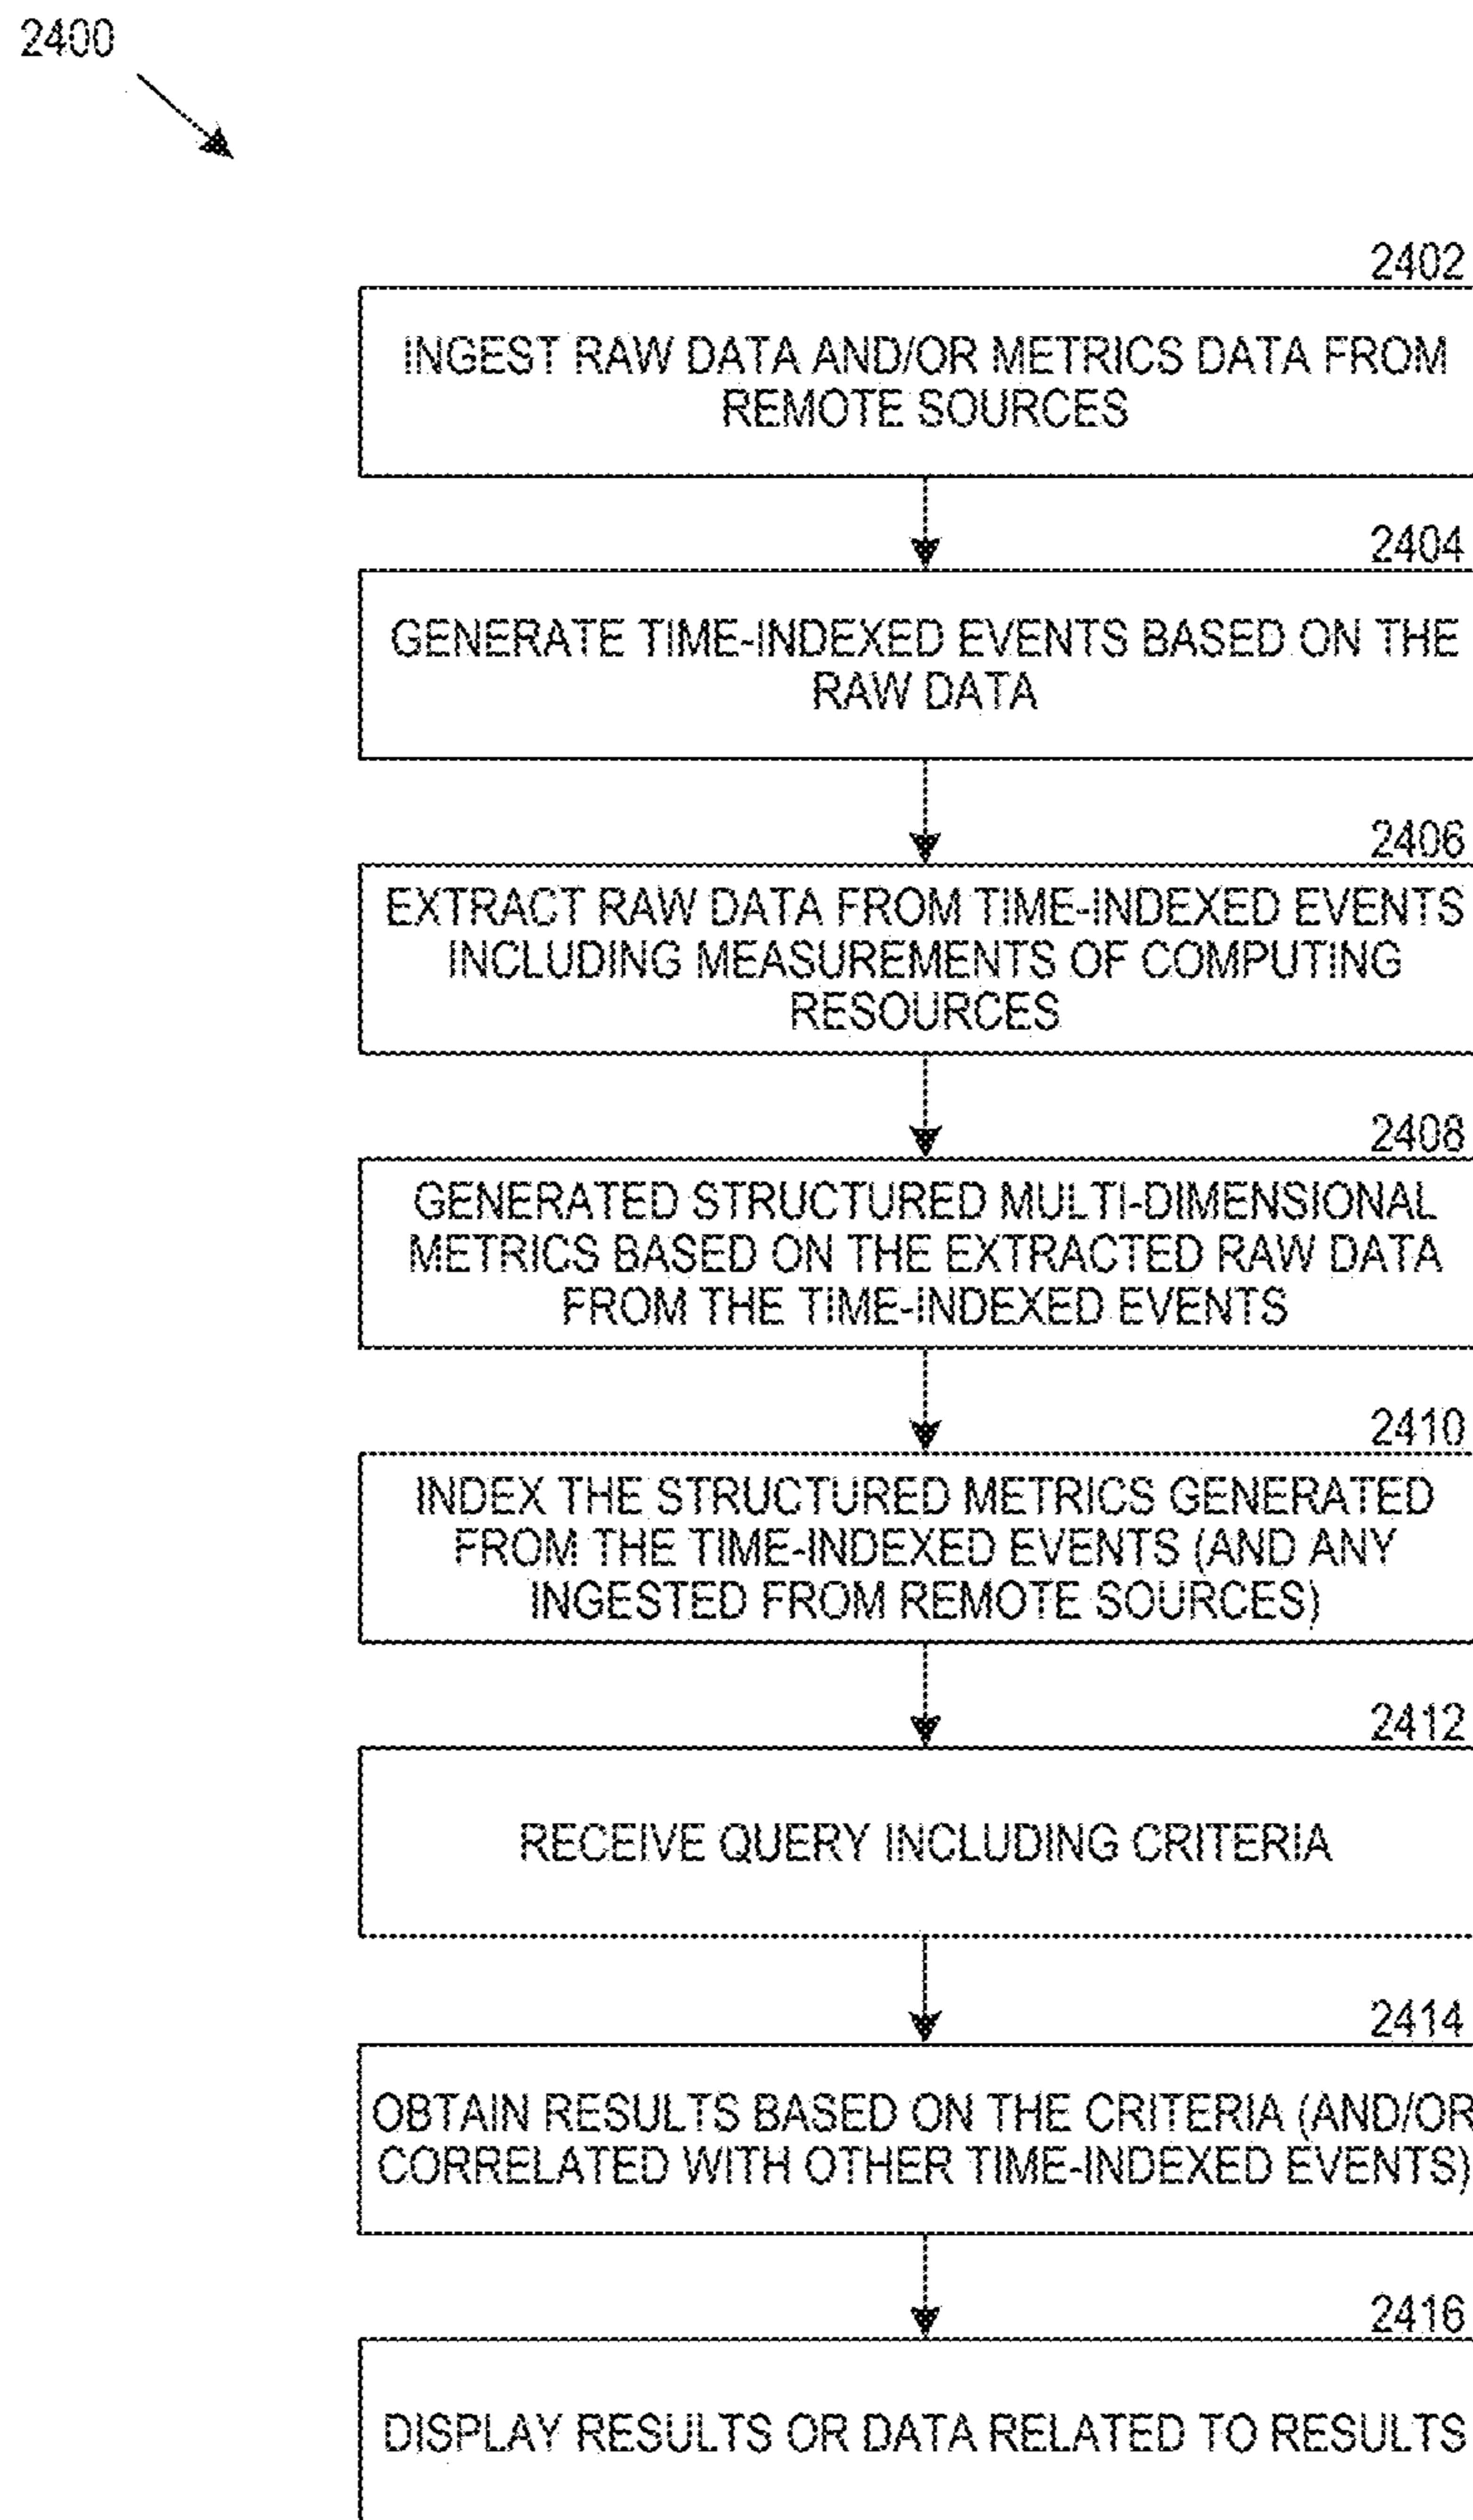 2400
2402
INGEST RAW DATA AND/OR METRICS DATA FROM
REMOTE SOURCES
2404
GENERATE TIME-INDEXED EVENTS BASED ON THE
RAW DATA
2406
EXTRACT RAW DATA FROM TIME-INDEXED EVENTS
INCLUDING MEASUREMENTS OF COMPUTING
RESOURCES
2408
GENERATED STRUCTURED MULTI-DIMENSIONAL
METRICS BASED ON THE EXTRACTED RAW DATA
FROM THE TIME-INDEXED EVENTS
2410
INDEX THE STRUCTURED METRICS GENERATED
FROM THE TIME-INDEXED EVENTS (AND ANY
INGESTED FROM REMOTE SOURCES)
2412
RECEIVE QUERY INCLUDING CRITERIA
2414
OBTAIN RESULTS BASED ON THE CRITERIA (AND/OR
CORRELATED WITH OTHER TIME-INDEXED EVENTS)
2416
DISPLAY RESULTS OR DATA RELATED TO RESULTS